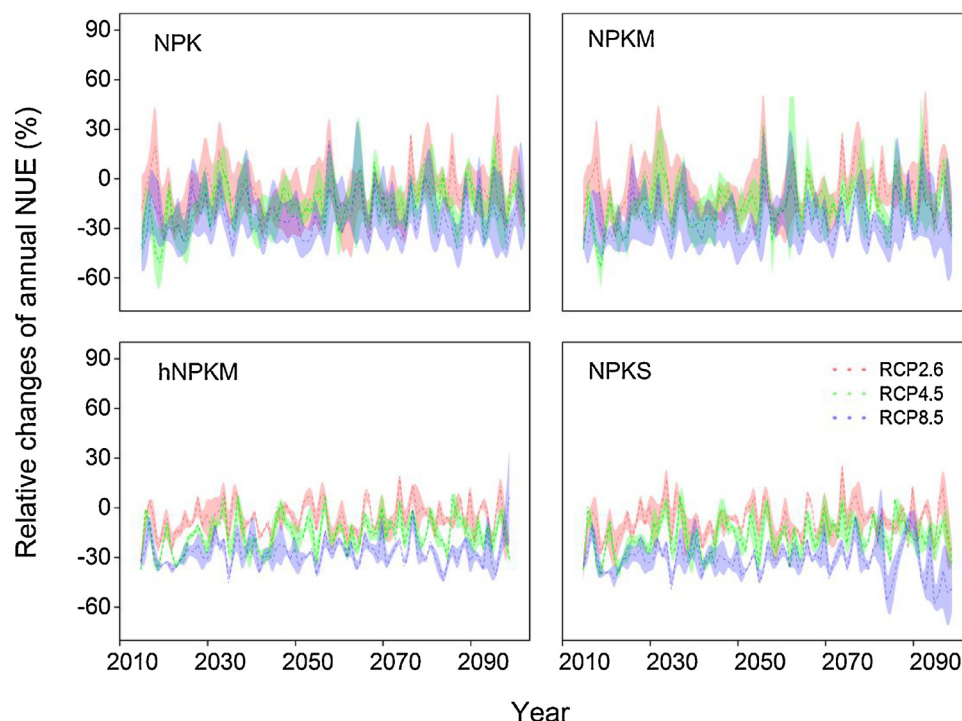 Relative changes of annual NUE (%)
90
60
30
0
-30
-60
NPK
NPKM
90
60
30
0
-30
-60
hNPKM
NPKS
RCP2.6
RCP4.5
RCP8.5
2010 2030 2050 2070 2090
2010 2030 2050 2070 2090
Year